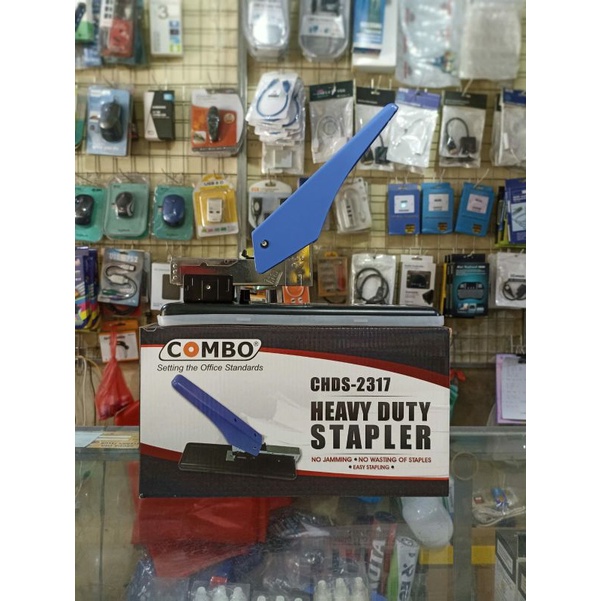 COMBO®
Setting the Office Standards
CHDS-2317
HEAVY DUTY
STAPLER
NO JAMMING • NO WASTING OF STAPLES
• EASY STAPLING •